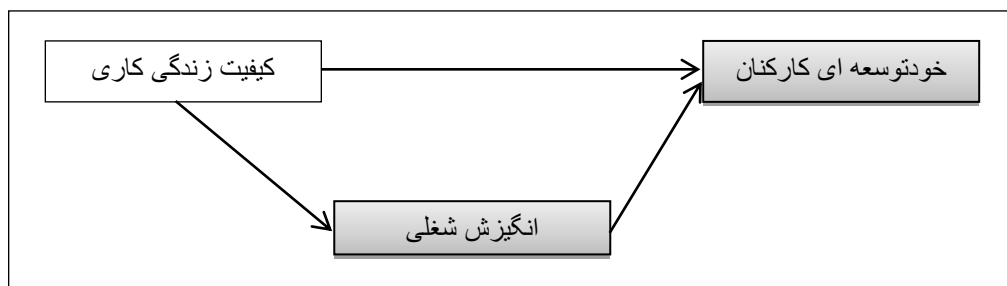 خودتوسعه ای کارکنان
کیفیت زندگی کاری
انگیزش شغلی